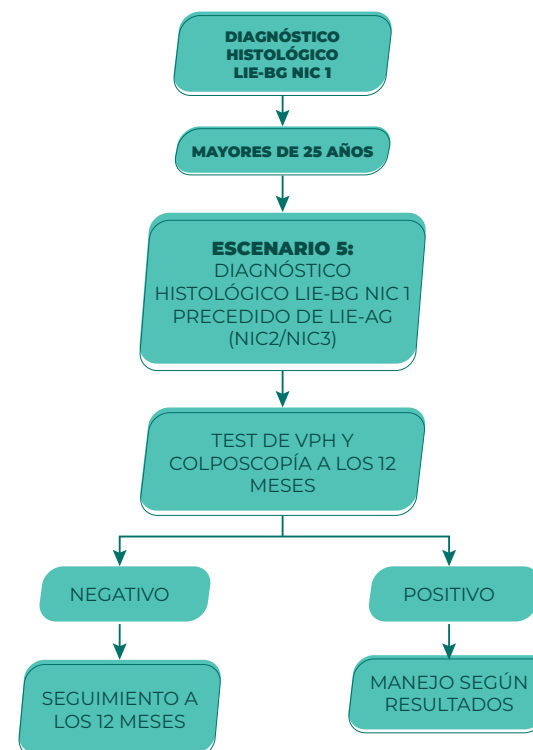 DIAGNÓSTICO
HISTOLÓGICO
LIE-BG NIC 1
MAYORES DE 25 AÑOS
ESCENARIO 5:
DIAGNÓSTICO
HISTOLÓGICO LIE-BG NIC 1
PRECEDIDO DE LIE-AG
(NIC2/NIC3)
TEST DE VPH Y
COLPOSCOPÍA A LOS 12
MESES
NEGATIVO
POSITIVO
SEGUIMIENTO A
LOS 12 MESES
MANEJO SEGÚN
RESULTADOS